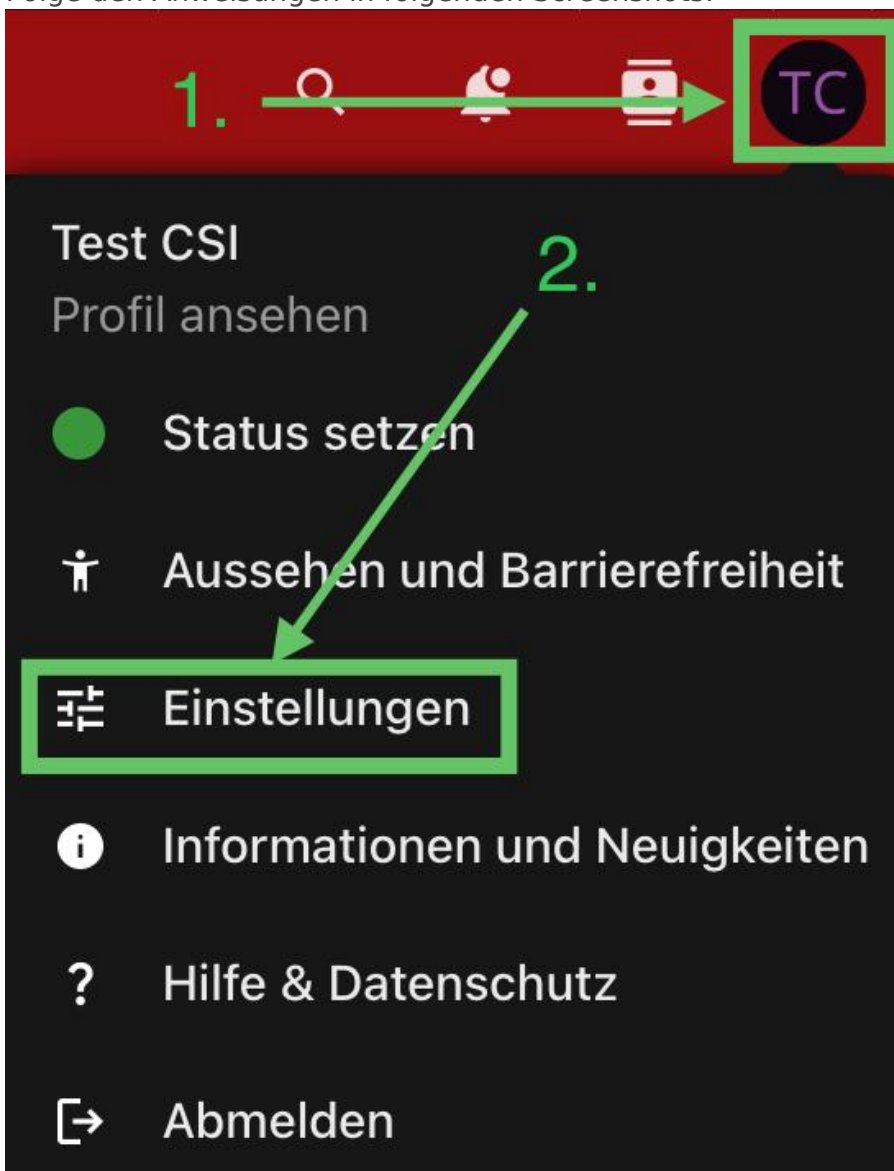 1.
TC
Test CSI
2.
Profil ansehen
Status setzen
Aussehen und Barrierefreiheit
Einstellungen
Informationen und Neuigkeiten
Hilfe & Datenschutz
Abmelden